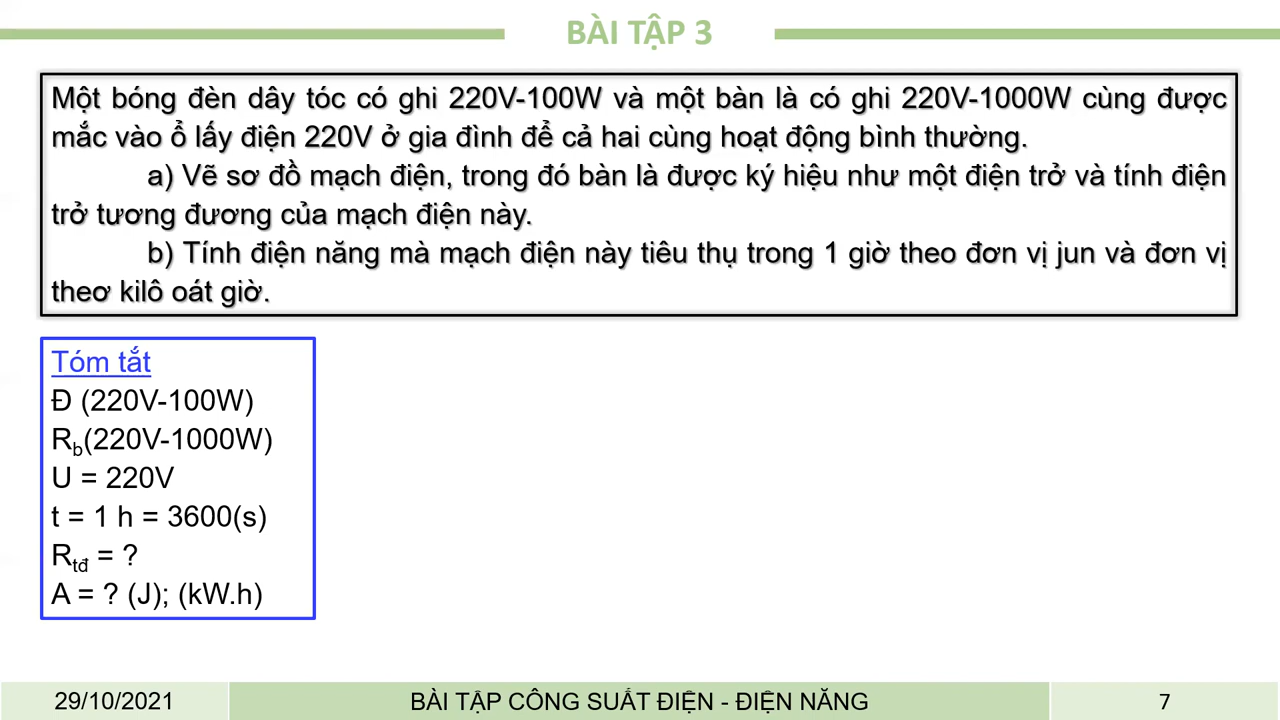 BÀI TẬP 3
Một bóng đèn dây tóc có ghi 220V-100W và một bàn là có ghi 220V-1000W cùng được
mắc vào ổ lấy điện 220V ở gia đình để cả hai cùng hoạt động bình thường.
a) Vẽ sơ đồ mạch điện, trong đó bàn là được ký hiệu như một điện trở và tính điện
trở tương đương của mạch điện này.
b) Tính điện năng mà mạch điện này tiêu thụ trong 1 giờ theo đơn vị jun và đơn vị
theơ kilô oát giờ.
Tóm tắt
Đ (220V-100W)
Rb(220V-1000W)
U = 220V
t = 1 h = 3600(s)
Rtđ = ?
A = ? (J); (kW.h)
29/10/2021
BÀI TẬP CÔNG SUẤT ĐIỆN - ĐIỆN NĂNG
7